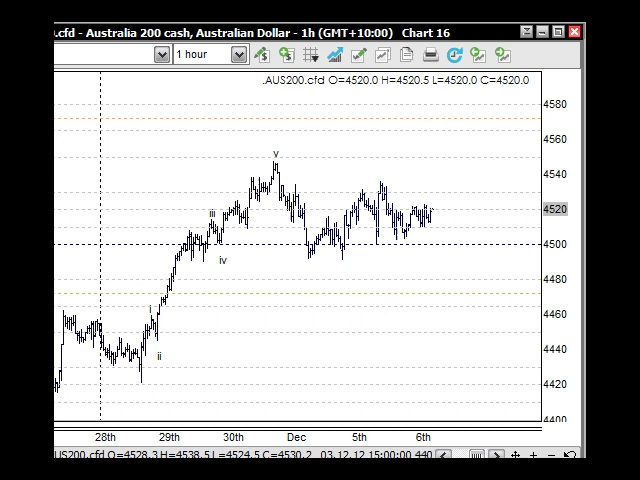 0.cfd - Australia 200 cash, Australian Dollar - 1h (GMT+10:00) Chart 16
1 hour
.AUS200.cfd O=4520.0 H=4520.5 L=4520.0 C=4520.0
4580
4560
v
4540
iii
4520
4500
iv
4480
i
4460
ii
4440
4420
4400
28th 29th 30th Dec 5th 6th
US200.cfd O=4528.3 H=4538.5 L=4524.5 C=4530.2 03.12.12 15:00:00 440